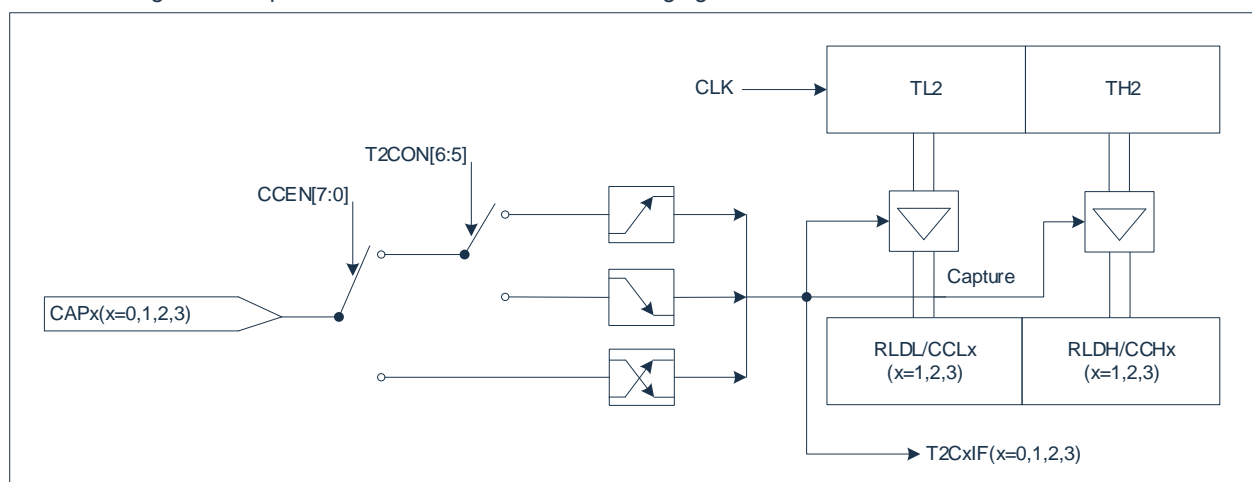 CLK
TL2
TH2
T2CON[6:5]
CCEN[7:0]
Capture
CAPx(x=0,1,2,3)
RLDL/CCLx
(x=1,2,3)
RLDH/CCHx
(x=1,2,3)
T2CxIF(x=0,1,2,3)